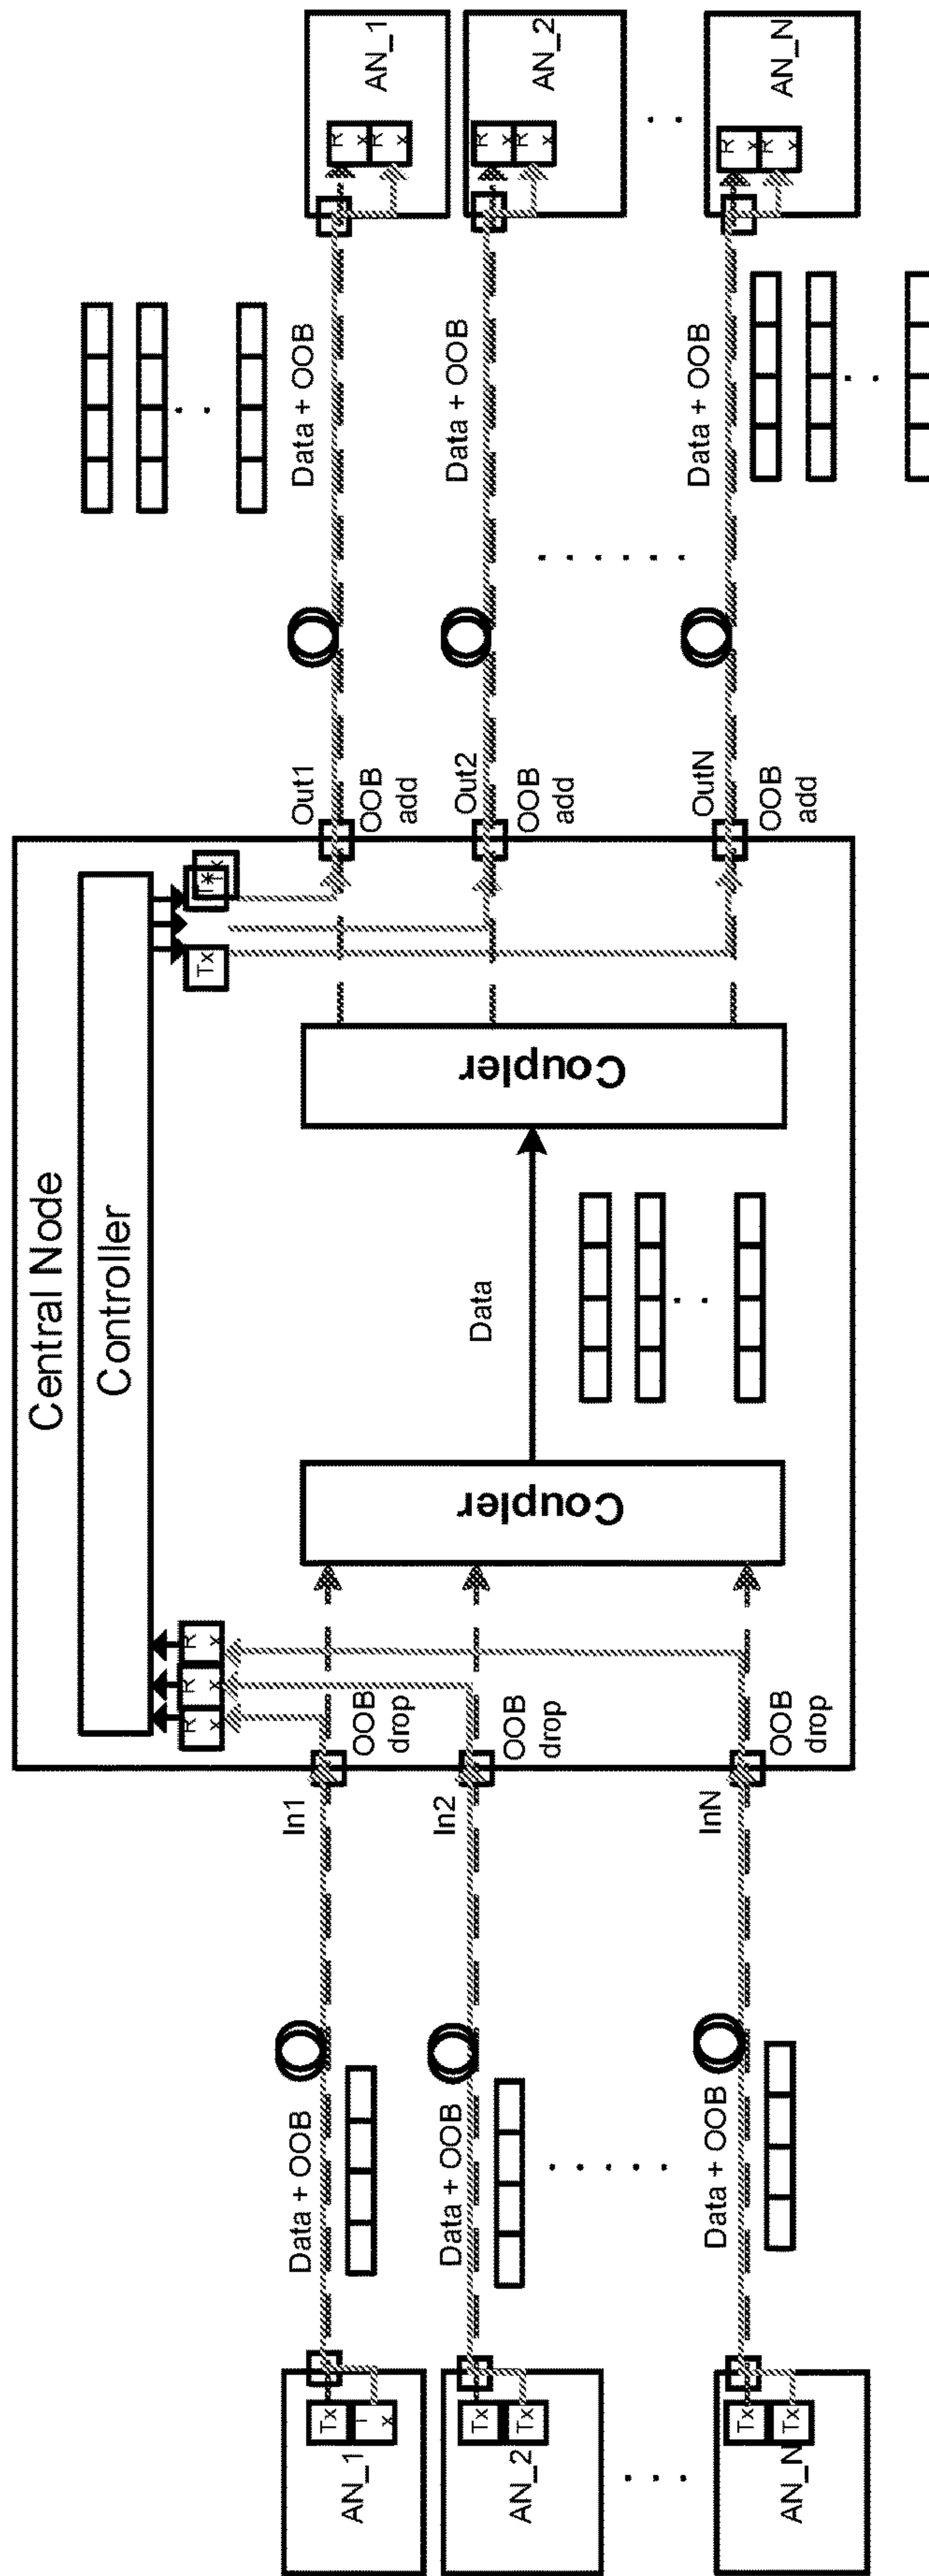 Central Node
Controller
AN_1
Tx
T
x
Data + OOB
In1
OOB
drop
R
x
R
x
R
x
AN_2
Tx
Tx
Data + OOB
In2
OOB
drop
AN_N
Tx
Tx
Data + OOB
InN
OOB
drop
Coupler
Data
Coupler
Tx
T*
x
Out1
OOB
add
Data + OOB
R
x
R
x
AN_1
Out2
OOB
add
Data + OOB
R
x
R
x
AN_2
OutN
OOB
add
Data + OOB
R
x
R
x
AN_N